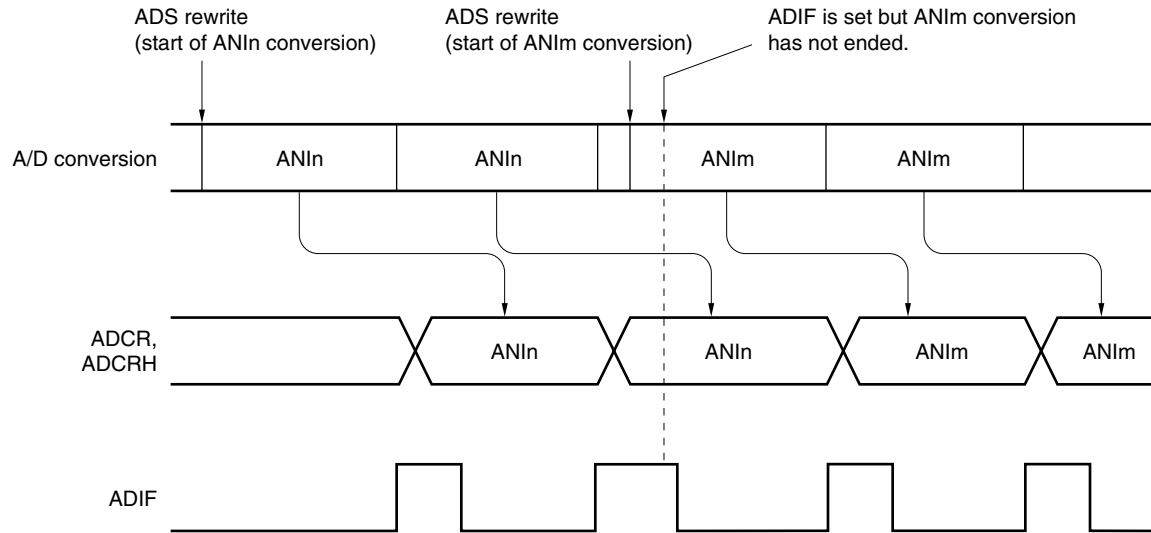 ADS rewrite
(start of ANIn conversion)
ADS rewrite
(start of ANIm conversion)
ADIF is set but ANIm conversion
has not ended.
A/D conversion
ANIn
ANIn
ANIm
ANIm
ADCR,
ADCRH
ANIn
ANIn
ANIm
ANIm
ADIF